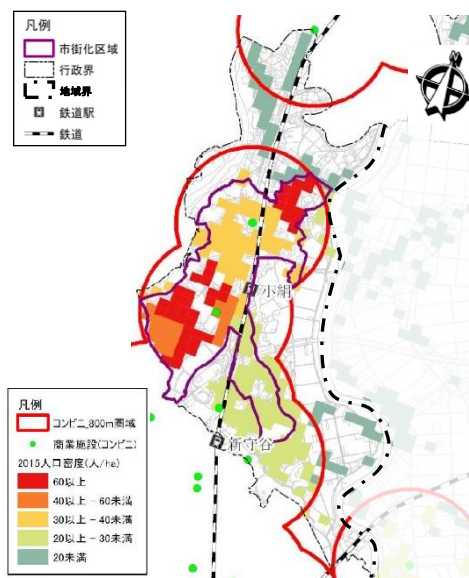 凡例
市街化区域
行政界
地域界
鉄道駅
鉄道
小絹
新守谷
凡例
コンビニ_800m圏域
商業施設(コンビニ)
2015人口密度(人/ha)
60以上
40以上－60未満
30以上－40未満
20以上－30未満
20未満